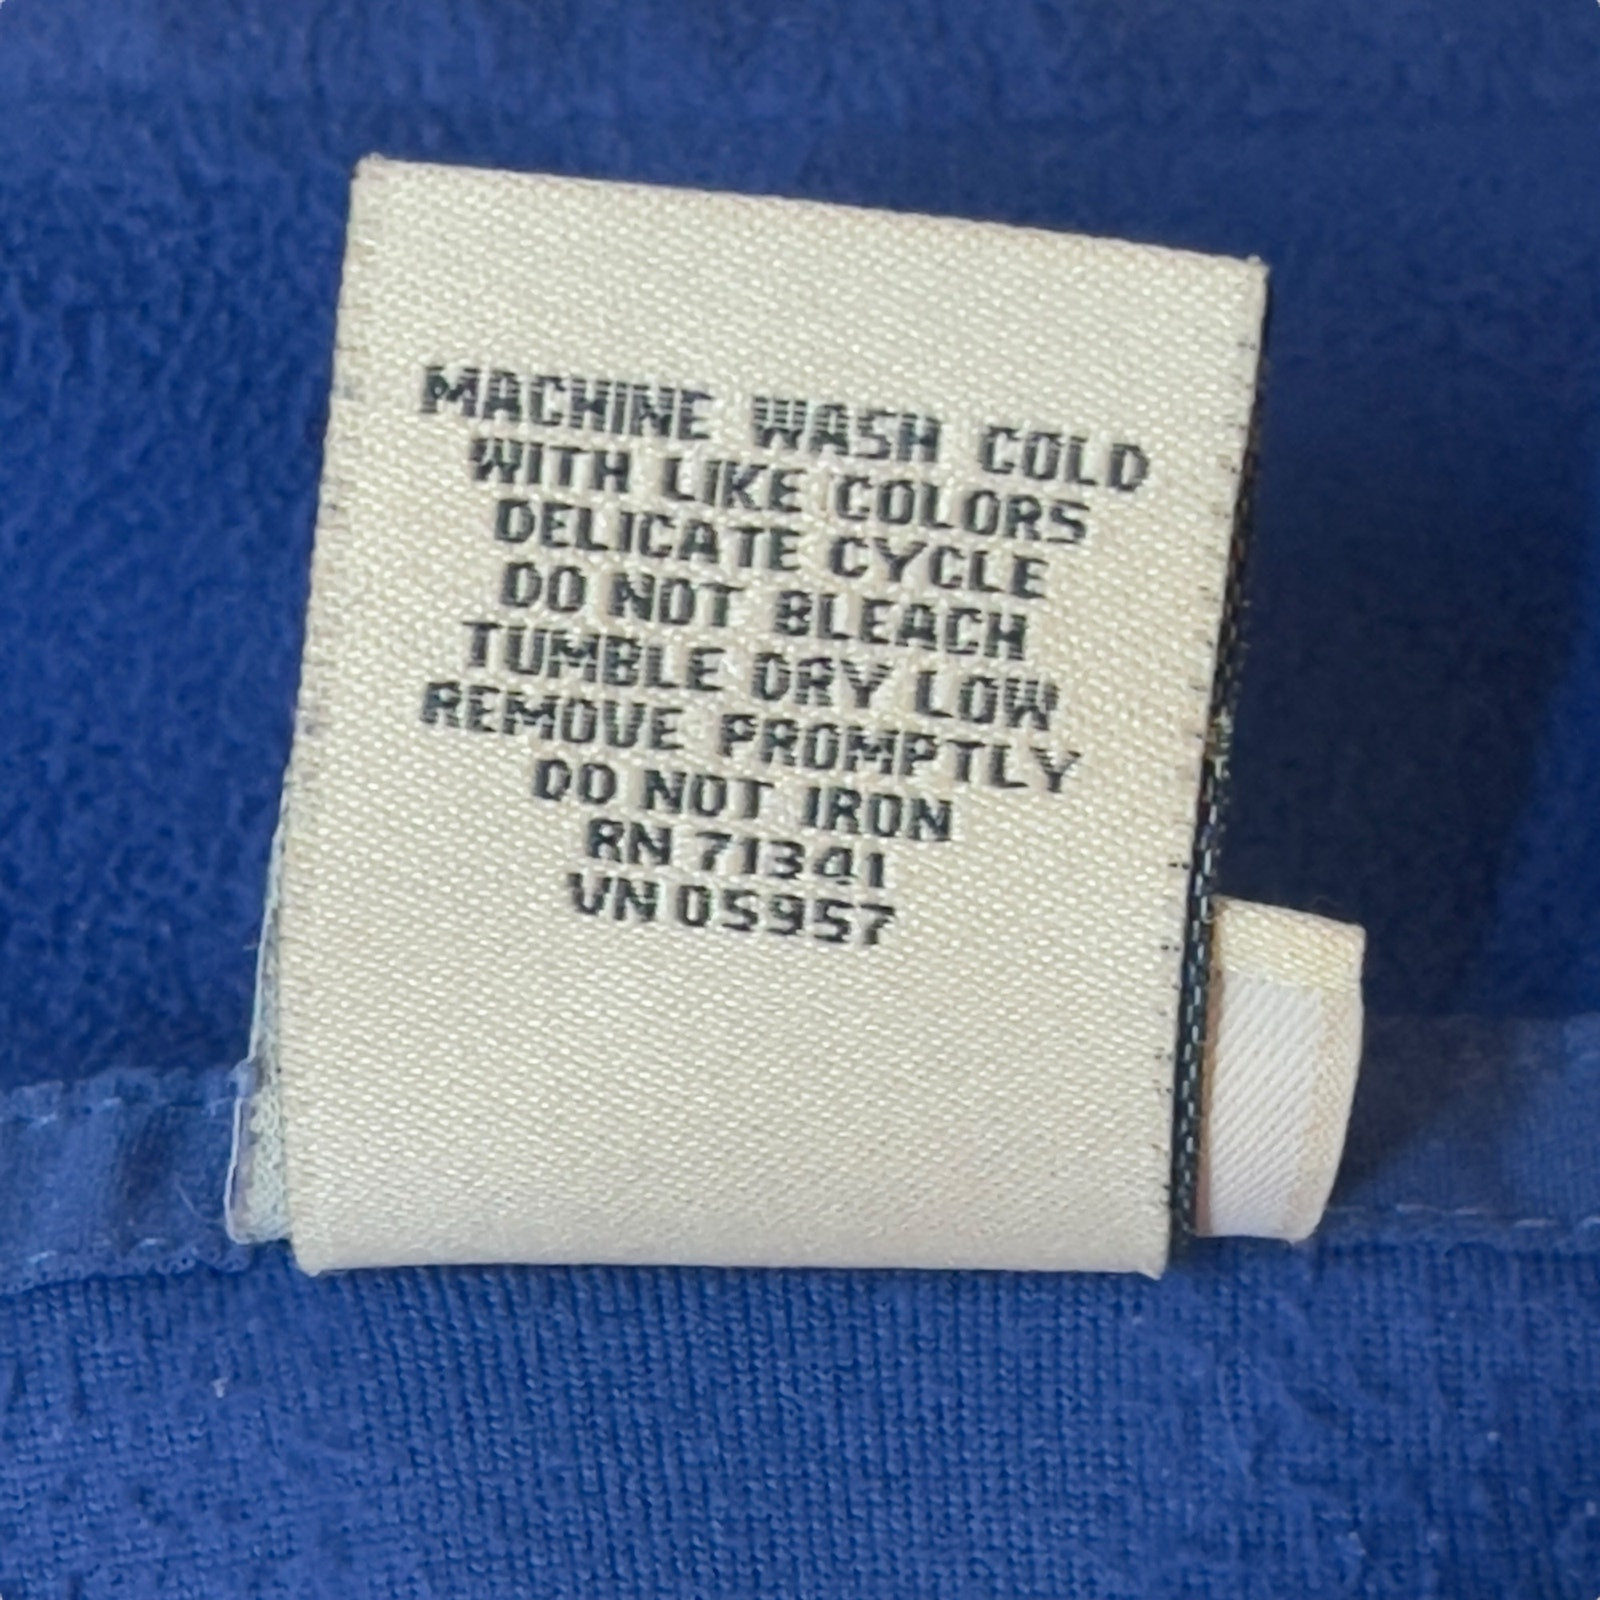 MACHINE WASH COLD
WITH LIKE COLORS
DELICATE CYCLE
DO NOT BLEACH
TUMBLE DRY LOW
REMOVE PROMPTLY
DO NOT IRON
RN 71341
VN 05957